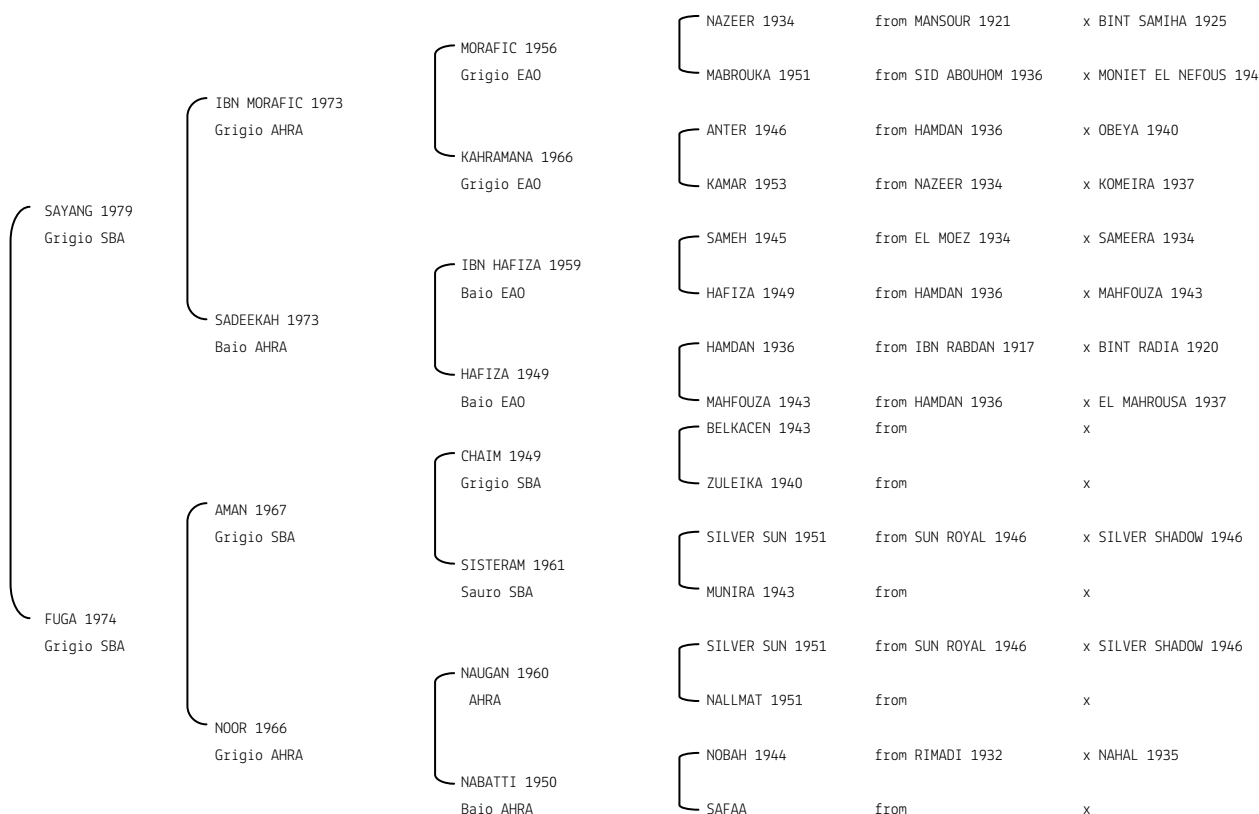 NAZEER 1934 from MANSOUR 1921 x BINT SAMIHA 1925
MORAFIC 1956
Grigio EAO MABROUKA 1951 from SID ABOUHOM 1936 x MONIET EL NEFOUS 194
IBN MORAFIC 1973
Grigio AHRA ANTER 1946 from HAMDAN 1936 x OBEYA 1940
KAHRAMANA 1966
Grigio EAO KAMAR 1953 from NAZEER 1934 x KOMEIRA 1937
SAYANG 1979
Grigio SBA SAMEH 1945 from EL MOEZ 1934 x SAMEERA 1934
IBN HAFIZA 1959
Baio EAO HAFIZA 1949 from HAMDAN 1936 x MAHFOUZA 1943
SADEEKAH 1973
Baio AHRA HAMDAN 1936 from IBN RABDAN 1917 x BINT RADIA 1920
HAFIZA 1949
Baio EAO MAHFOUZA 1943 from HAMDAN 1936 x EL MAHROUSA 1937
BELKACEN 1943 from x
CHAIM 1949
Grigio SBA ZULEIKA 1940 from x
AMAN 1967
Grigio SBA SILVER SUN 1951 from SUN ROYAL 1946 x SILVER SHADOW 1946
SISTERAM 1961
Sauro SBA MUNIRA 1943 from x
FUGA 1974
Grigio SBA SILVER SUN 1951 from SUN ROYAL 1946 x SILVER SHADOW 1946
NAUGAN 1960
AHRA NALLMAT 1951 from x
NOOR 1966
Grigio AHRA NOBAH 1944 from RIMADI 1932 x NAHAL 1935
NABATTI 1950
Baio AHRA SAFAA from x